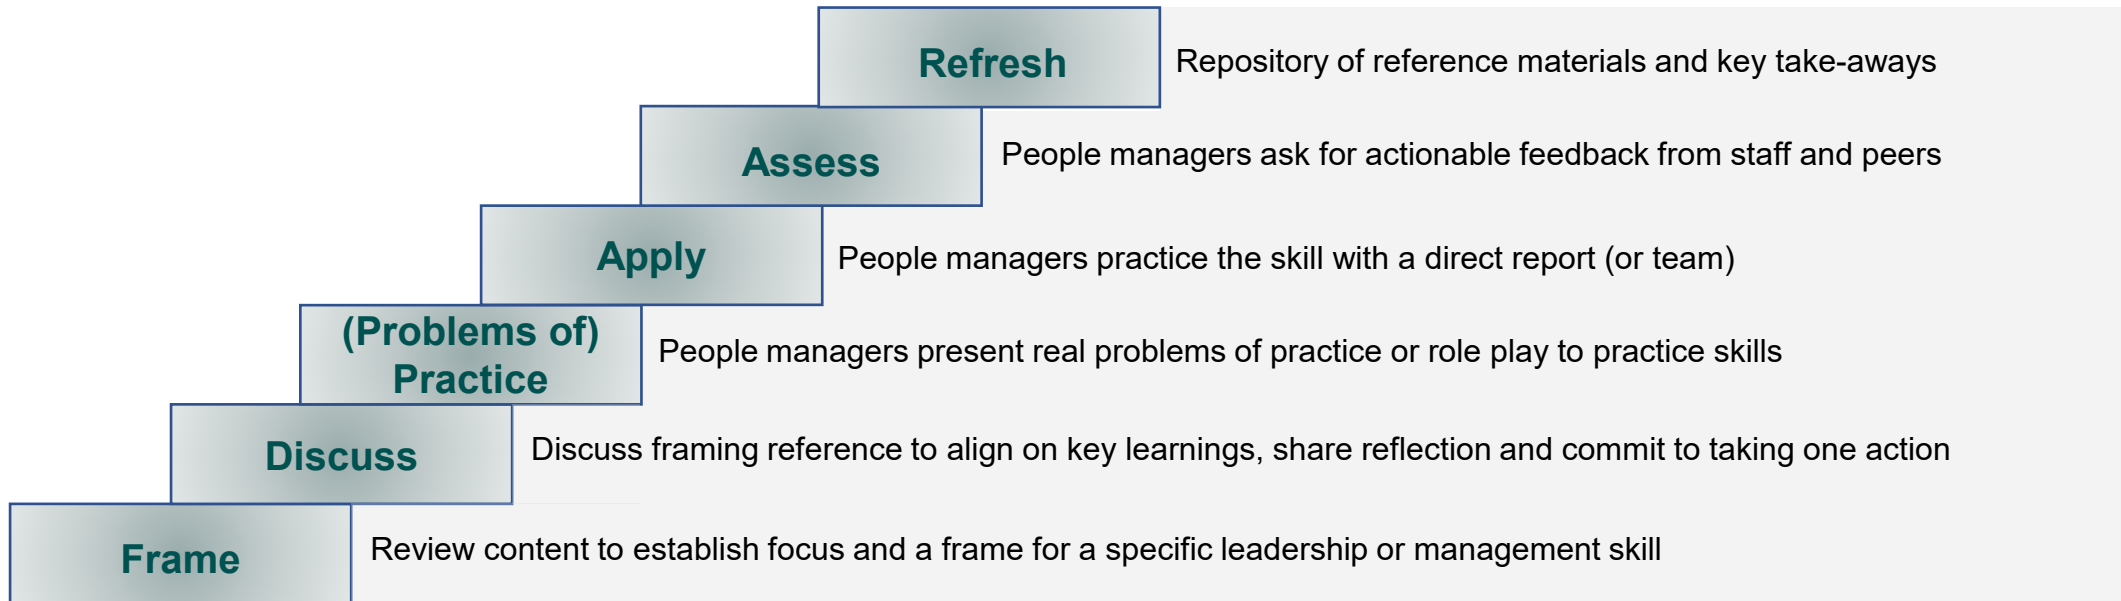 Refresh
Repository of reference materials and key take-aways
Assess
People managers ask for actionable feedback from staff and peers
Apply
People managers practice the skill with a direct report (or team)
(Problems of)
Practice
People managers present real problems of practice or role play to practice skills
Discuss
Discuss framing reference to align on key learnings, share reflection and commit to taking one action
Frame
Review content to establish focus and a frame for a specific leadership or management skill